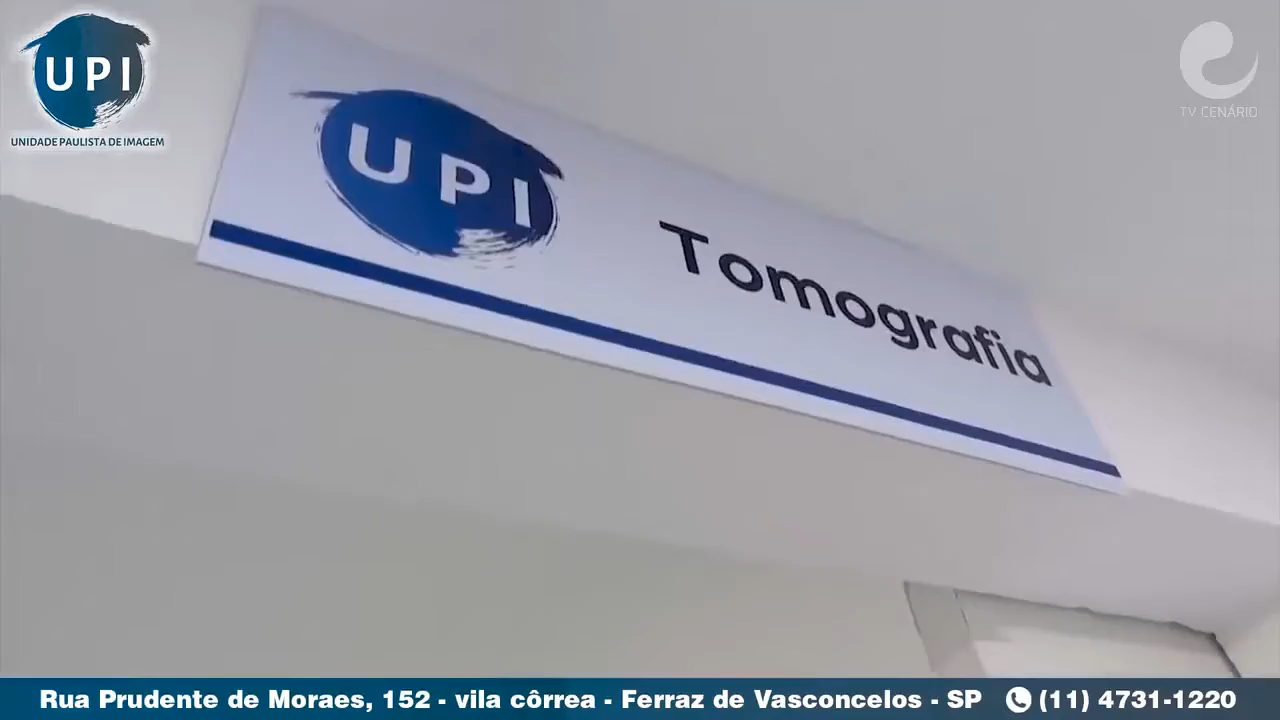 UPI
UNIDADE PAULISTA DE IMAGEM
TV CENÁRIO
UPI
Tomografia
Rua Prudente de Moraes, 152 - vila côrrea - Ferraz de Vasconcelos - SP (11) 4731-1220